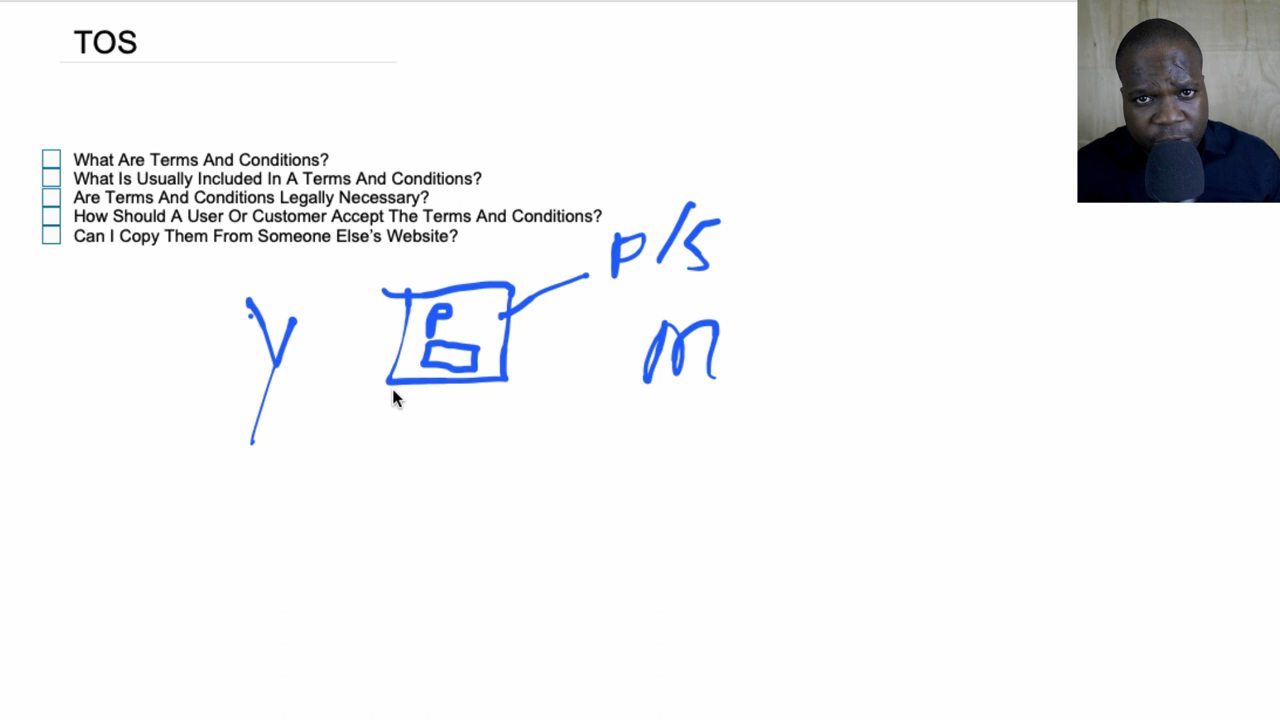 TOS
What Are Terms And Conditions?
What Is Usually Included In A Terms And Conditions?
Are Terms And Conditions Legally Necessary?
How Should A User Or Customer Accept The Terms And Conditions?
Can I Copy Them From Someone Else's Website?
P/S
P
Y
M